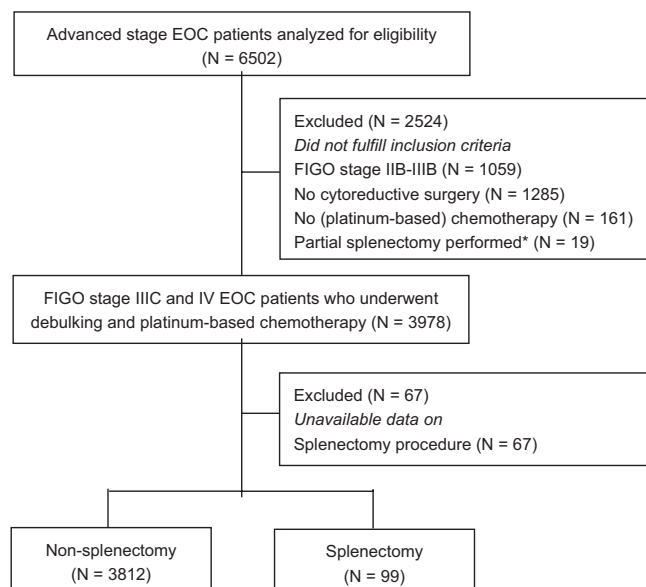 Advanced stage EOC patients analyzed for eligibility
(N = 6502)
Excluded (N = 2524)
Did not fulfill inclusion criteria
FIGO stage IIB-IIIB (N = 1059)
No cytoreductive surgery (N = 1285)
No (platinum-based) chemotherapy (N = 161)
Partial splenectomy performed* (N = 19)
FIGO stage IIIC and IV EOC patients who underwent
debulking and platinum-based chemotherapy (N = 3978)
Excluded (N = 67)
Unavailable data on
Splenectomy procedure (N = 67)
Non-splenectomy
(N = 3812)
Splenectomy
(N = 99)